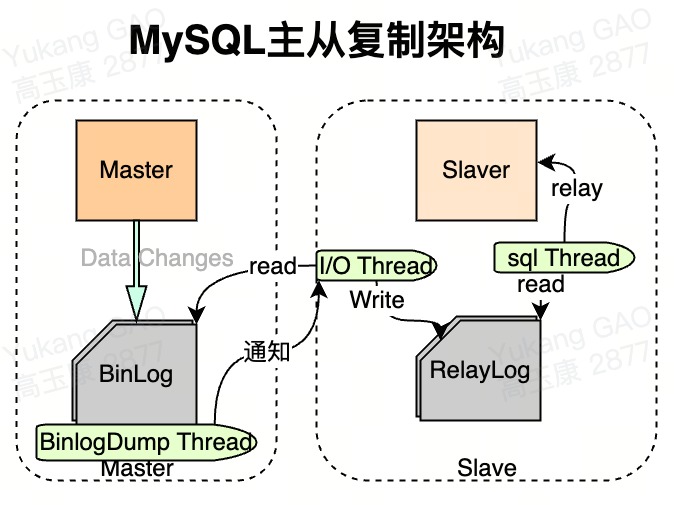 MySQL主从复制架构
Yukang GAO
高玉康 2877
Yukang GAO
高玉康 2877
Master
Slaver
relay
Data Changes
read
I/O Thread
sql Thread
read
Write
通知
BinLog
RelayLog
Yukang GAO
高玉康 2877
Yukang GAO
高玉康 2877
BinlogDump Thread
Master
Slave